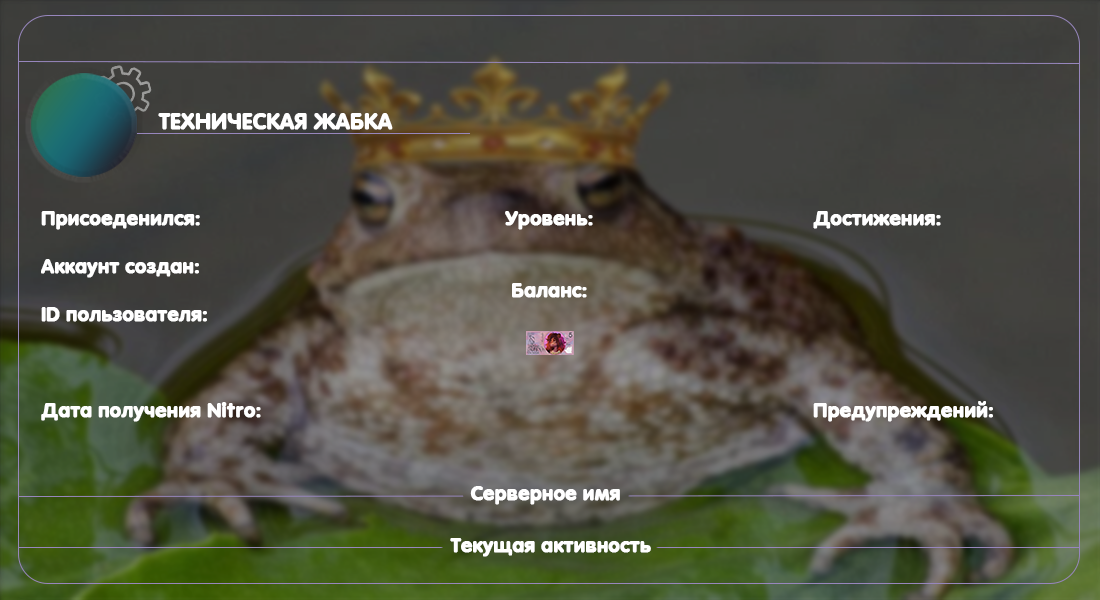 ТЕХНИЧЕСКАЯ ЖАБКА
Присоеденился:
Уровень:
Достижения:
Аккаунт создан:
Баланс:
ID пользователя:
Дата получения Nitro:
Предупреждений:
Серверное имя
Текущая активность